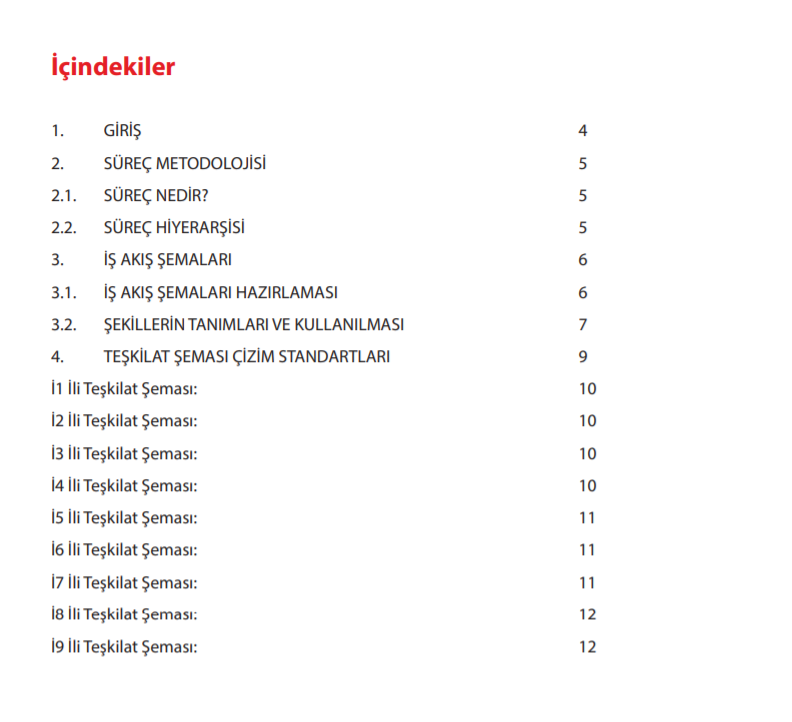 İçindekiler
1. GİRİŞ 4
2. SÜREÇ METODOLOJİSİ 5
2.1. SÜREÇ NEDİR? 5
2.2. SÜREÇ HİYERARŞİSİ 5
3. İŞ AKIŞ ŞEMALARI 6
3.1. İŞ AKIŞ ŞEMALARI HAZIRLAMASI 6
3.2. ŞEKİLLERİN TANIMLARI VE KULLANILMASI 7
4. TEŞKİLAT ŞEMASI ÇİZİM STANDARTLARI 9
İ1 İli Teşkilat Şeması: 10
İ2 İli Teşkilat Şeması: 10
İ3 İli Teşkilat Şeması: 10
İ4 İli Teşkilat Şeması: 10
İ5 İli Teşkilat Şeması: 11
İ6 İli Teşkilat Şeması: 11
İ7 İli Teşkilat Şeması: 11
İ8 İli Teşkilat Şeması: 12
İ9 İli Teşkilat Şeması: 12